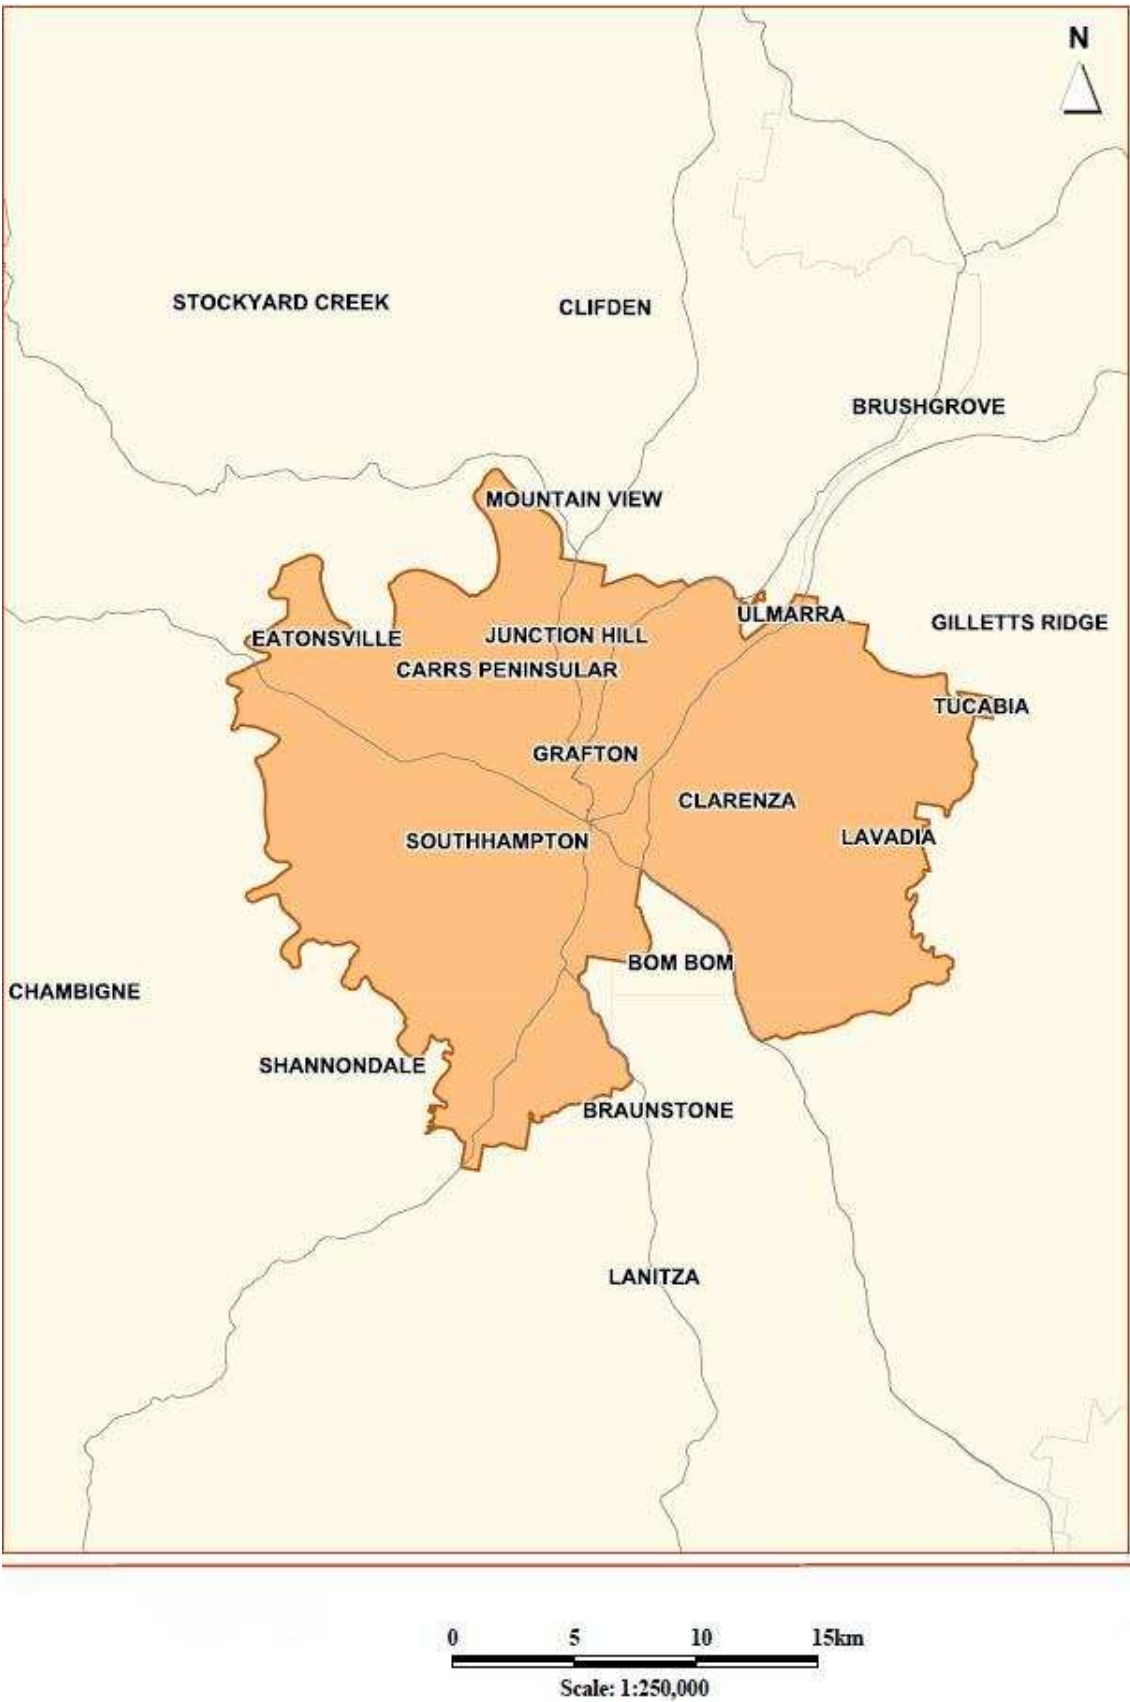 N
STOCKYARD CREEK
CLIFDEN
BRUSHGROVE
MOUNTAIN VIEW
ULMARRA
GILLETTS RIDGE
EATONSVILLE
JUNCTION HILL
CARRS PENINSULAR
TUCABIA
GRAFTON
CLARENZA
SOUTHHAMPTON
LAVADIA
BOM BOM
CHAMBIGNE
SHANNONDALE
BRAUNSTONE
LANITZA
0 5 10 15km
Scale: 1:250,000